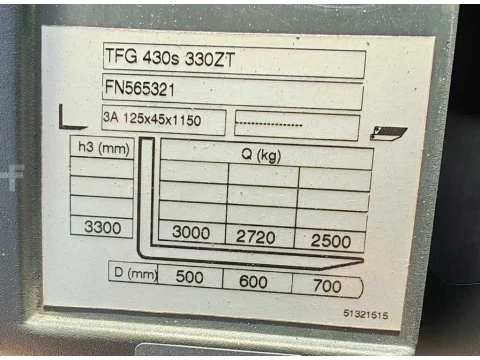 TFG 430s 330ZT
FN565321
3A 125x45x1150 -----------------
h3 (mm) Q (kg)
3300 3000 2720 2500
D (mm) 500 600 700
51321515